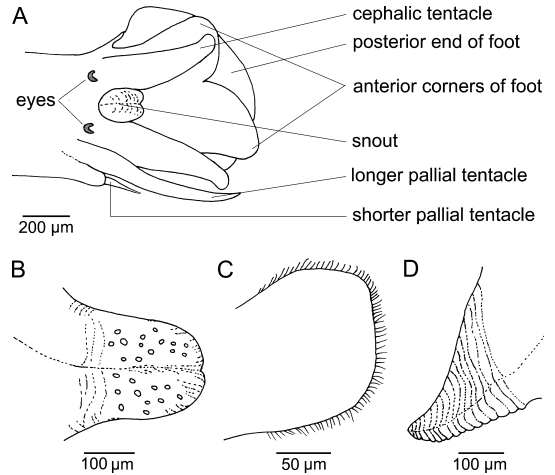 A
cephalic tentacle
posterior end of foot
anterior corners of foot
eyes
snout
longer pallial tentacle
shorter pallial tentacle
200 µm
B
C
D
100 µm
50 µm
100 µm